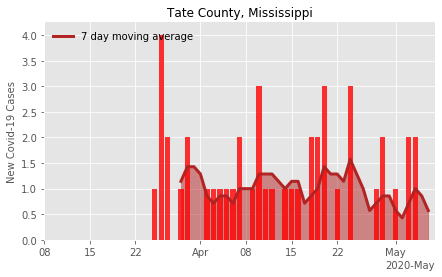 Tate County, Mississippi
7 day moving average
New Covid-19 Cases
4.0
3.5
3.0
2.5
2.0
1.5
1.0
0.5
0.0
08 15 22 Apr 08 15 22 May
2020-May